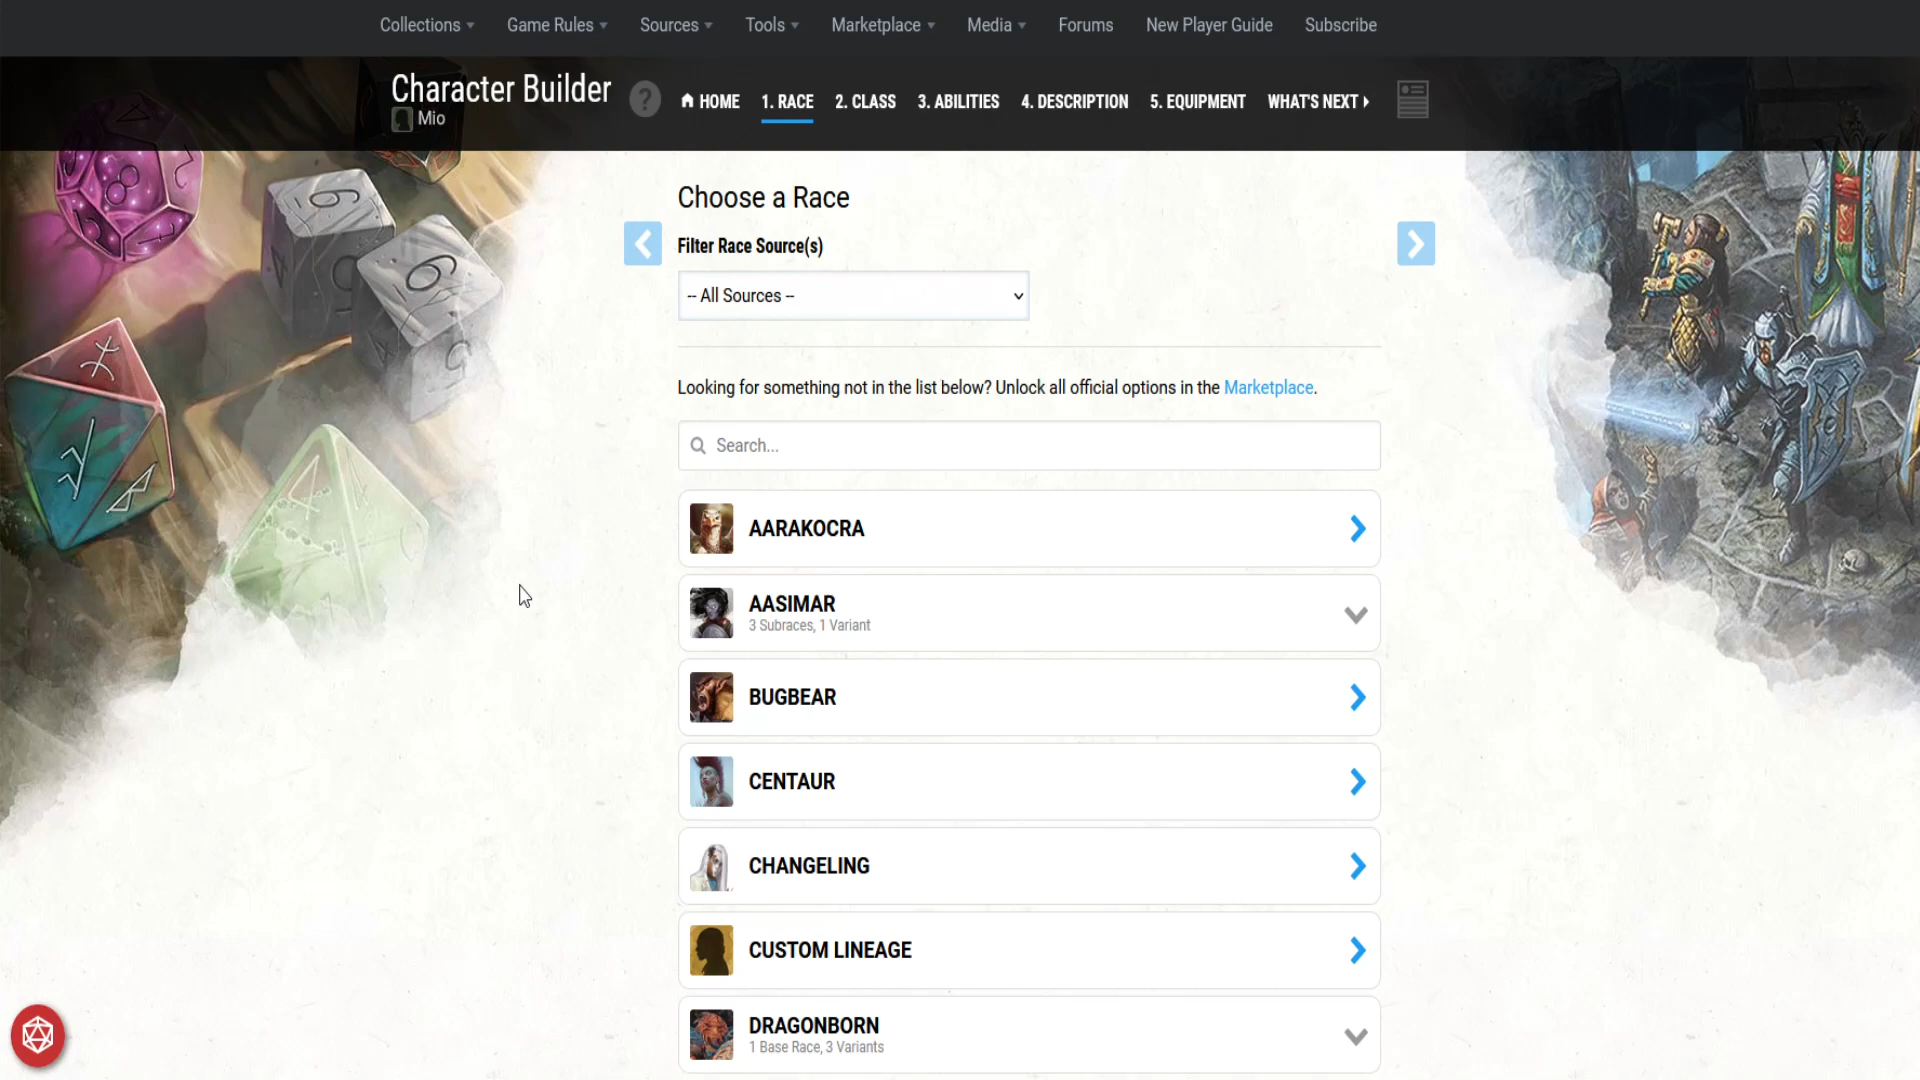 Collections Game Rules Sources Tools Marketplace Media Forums New Player Guide Subscribe
Character Builder
Mio
? HOME 1. RACE 2. CLASS 3. ABILITIES 4. DESCRIPTION 5. EQUIPMENT WHAT'S NEXT
Choose a Race
Filter Race Source(s)
-- All Sources --
Looking for something not in the list below? Unlock all official options in the Marketplace.
Search...
AARAKOCRA
AASIMAR
3 Subraces, 1 Variant
BUGBEAR
CENTAUR
CHANGELING
CUSTOM LINEAGE
DRAGONBORN
1 Base Race, 3 Variants